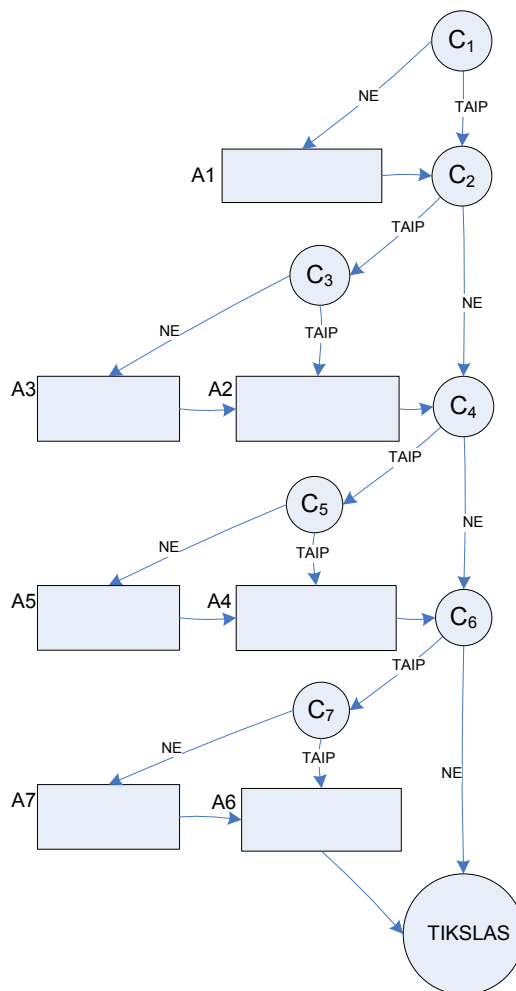 C1
NE
TAIP
A1
C2
TAIP
C3
NE
NE
TAIP
A3
A2
C4
TAIP
C5
NE
NE
TAIP
A5
A4
C6
TAIP
C7
NE
TAIP
NE
A7
A6
TIKSLAS